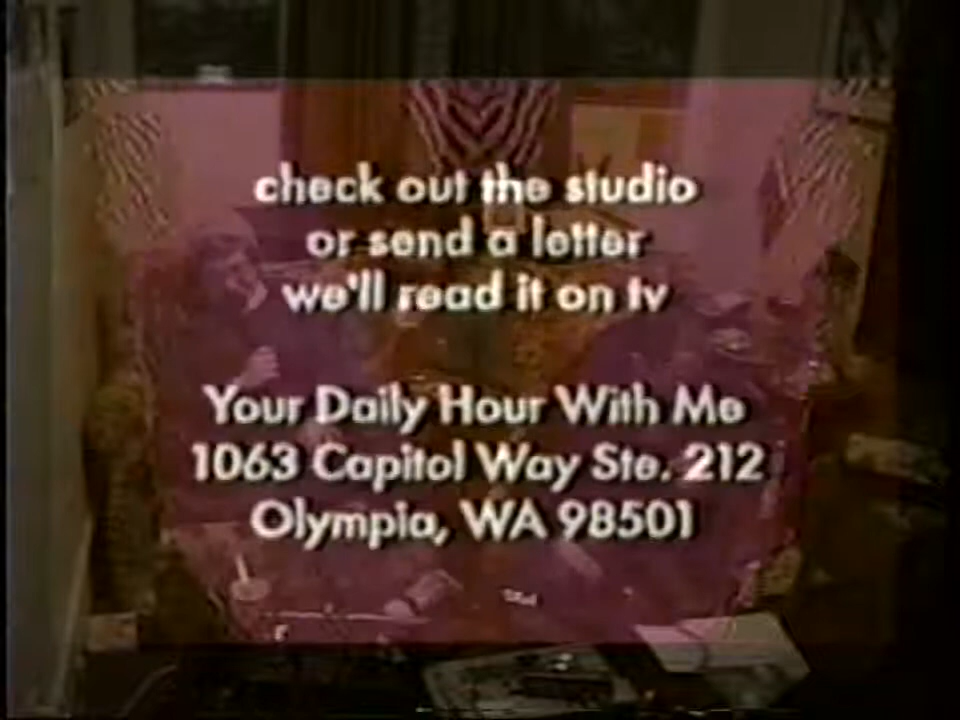 check out the studio
or send a letter
we'll read it on tv
Your Daily Hour With Me
1063 Capitol Way Ste. 212
Olympia, WA 98501